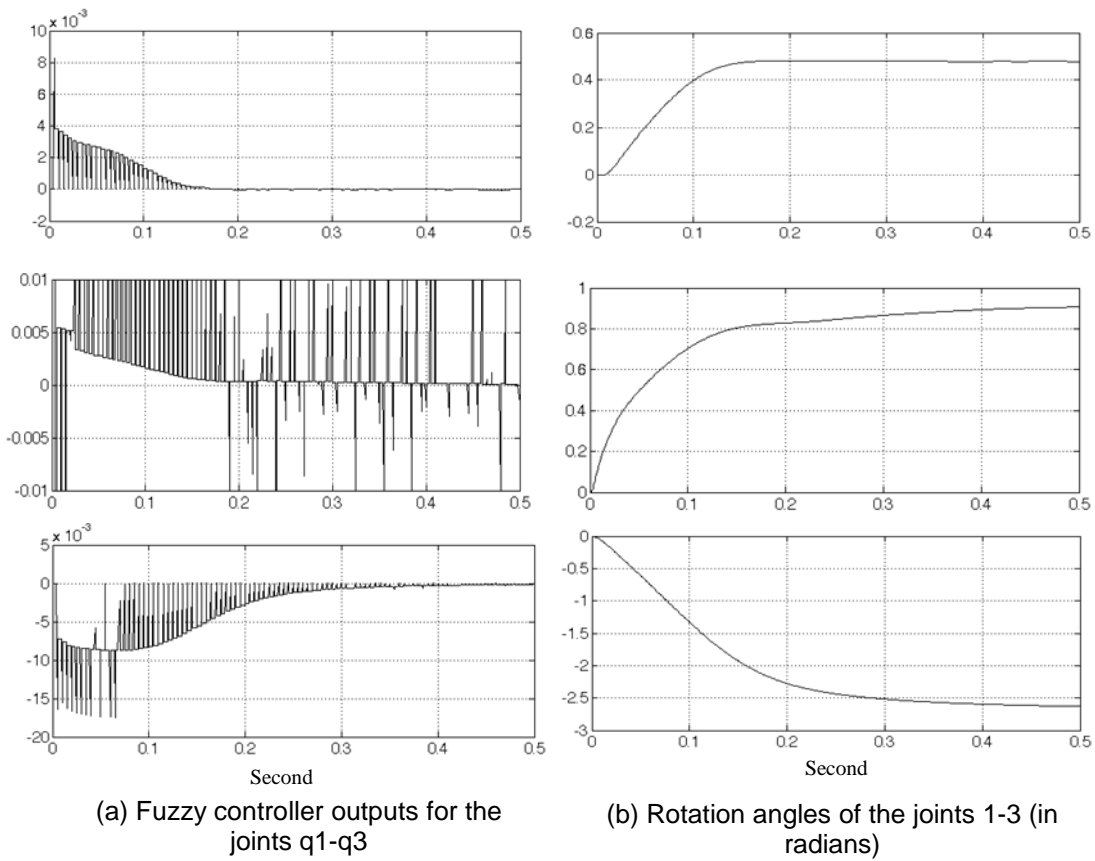 10 x 10⁻³
8
6
4
2
0
-2
0 0.1 0.2 0.3 0.4 0.5
0.6
0.4
0.2
0
-0.2
0 0.1 0.2 0.3 0.4 0.5
0.01
0.005
0
-0.005
-0.01
0 0.1 0.2 0.3 0.4 0.5
1
0.8
0.6
0.4
0.2
0
0 0.1 0.2 0.3 0.4 0.5
5 x 10⁻³
0
-5
-10
-15
-20
0 0.1 0.2 0.3 0.4 0.5
Second
0
-0.5
-1
-1.5
-2
-2.5
-3
0 0.1 0.2 0.3 0.4 0.5
Second
(a) Fuzzy controller outputs for the
joints q1-q3
(b) Rotation angles of the joints 1-3 (in
radians)